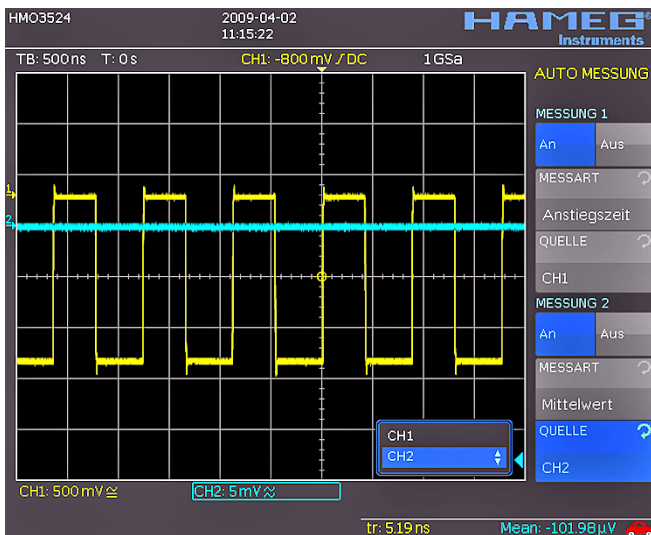 HMO3524
2009-04-02
11:15:22
HAMEG®
Instruments
TB: 500ns T: 0s CH1: -800mV ⎍ DC 1GSa
AUTO MESSUNG
MESSUNG 1
An Aus
MESSART
Anstiegszeit
QUELLE
CH1
MESSUNG 2
An Aus
MESSART
Mittelwert
QUELLE
CH2
1
2
CH1
CH2
CH1: 500mV ≅ CH2: 5mV
tr: 5.19ns Mean: -101.98µV